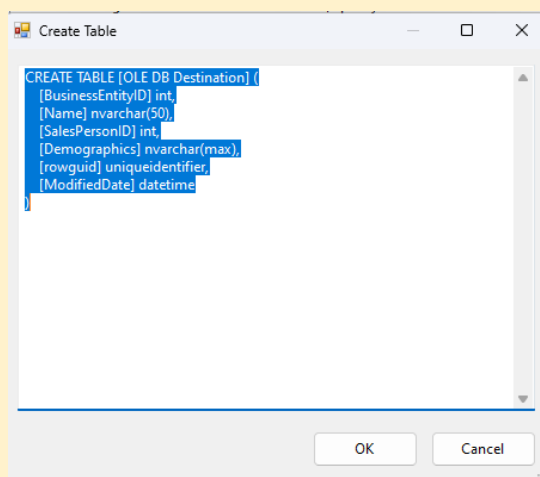 Create Table
CREATE TABLE [OLE DB Destination] (
[BusinessEntityID] int,
[Name] nvarchar(50),
[SalesPersonID] int,
[Demographics] nvarchar(max),
[rowguid] uniqueidentifier,
[ModifiedDate] datetime
)
OK
Cancel